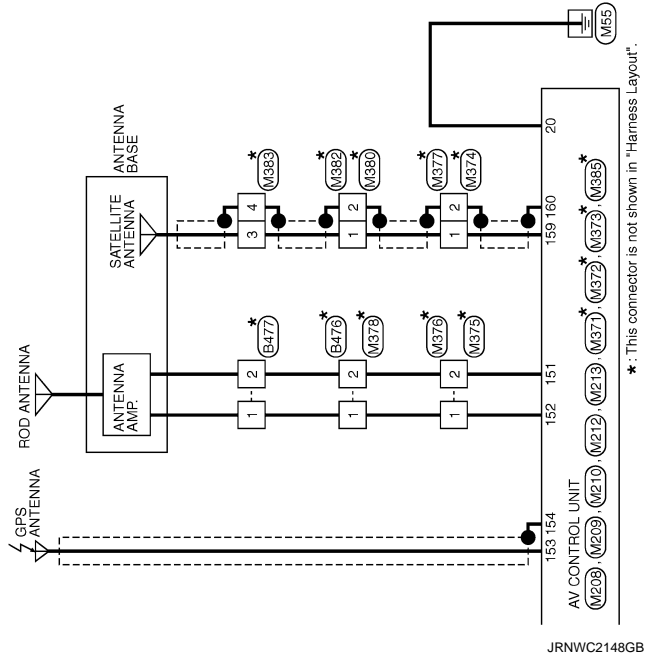 GPS
ANTENNA
ROD ANTENNA
ANTENNA
AMP.
SATELLITE
ANTENNA
ANTENNA
BASE
1
2
*
B477
3
4
*
M383
1
2
*
B476
*
M378
1
2
*
M382
*
M380
1
2
*
M376
*
M375
1
2
*
M377
*
M374
153 154
152
151
159 160
20
M55
AV CONTROL UNIT
M208 , M209 , M210 , M212 , M213 , M371* , M372* , M373* , M385*
* : This connector is not shown in "Harness Layout".
JRNWC2148GB